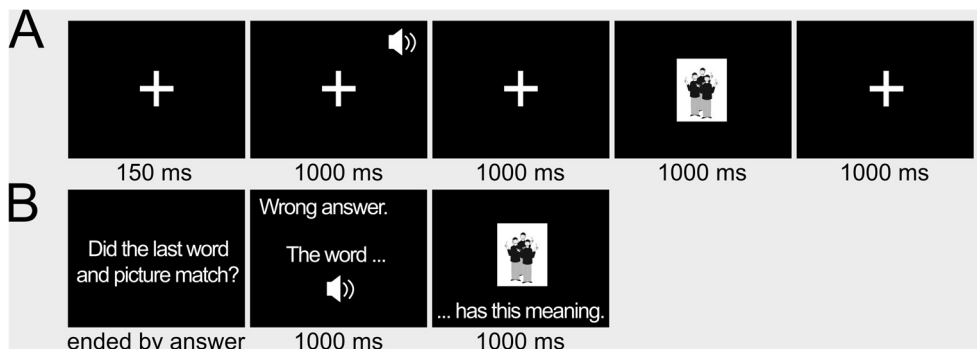 A
150 ms
1000 ms
1000 ms
1000 ms
1000 ms
B
Did the last word
and picture match?
ended by answer
Wrong answer.
The word ...
1000 ms
... has this meaning.
1000 ms